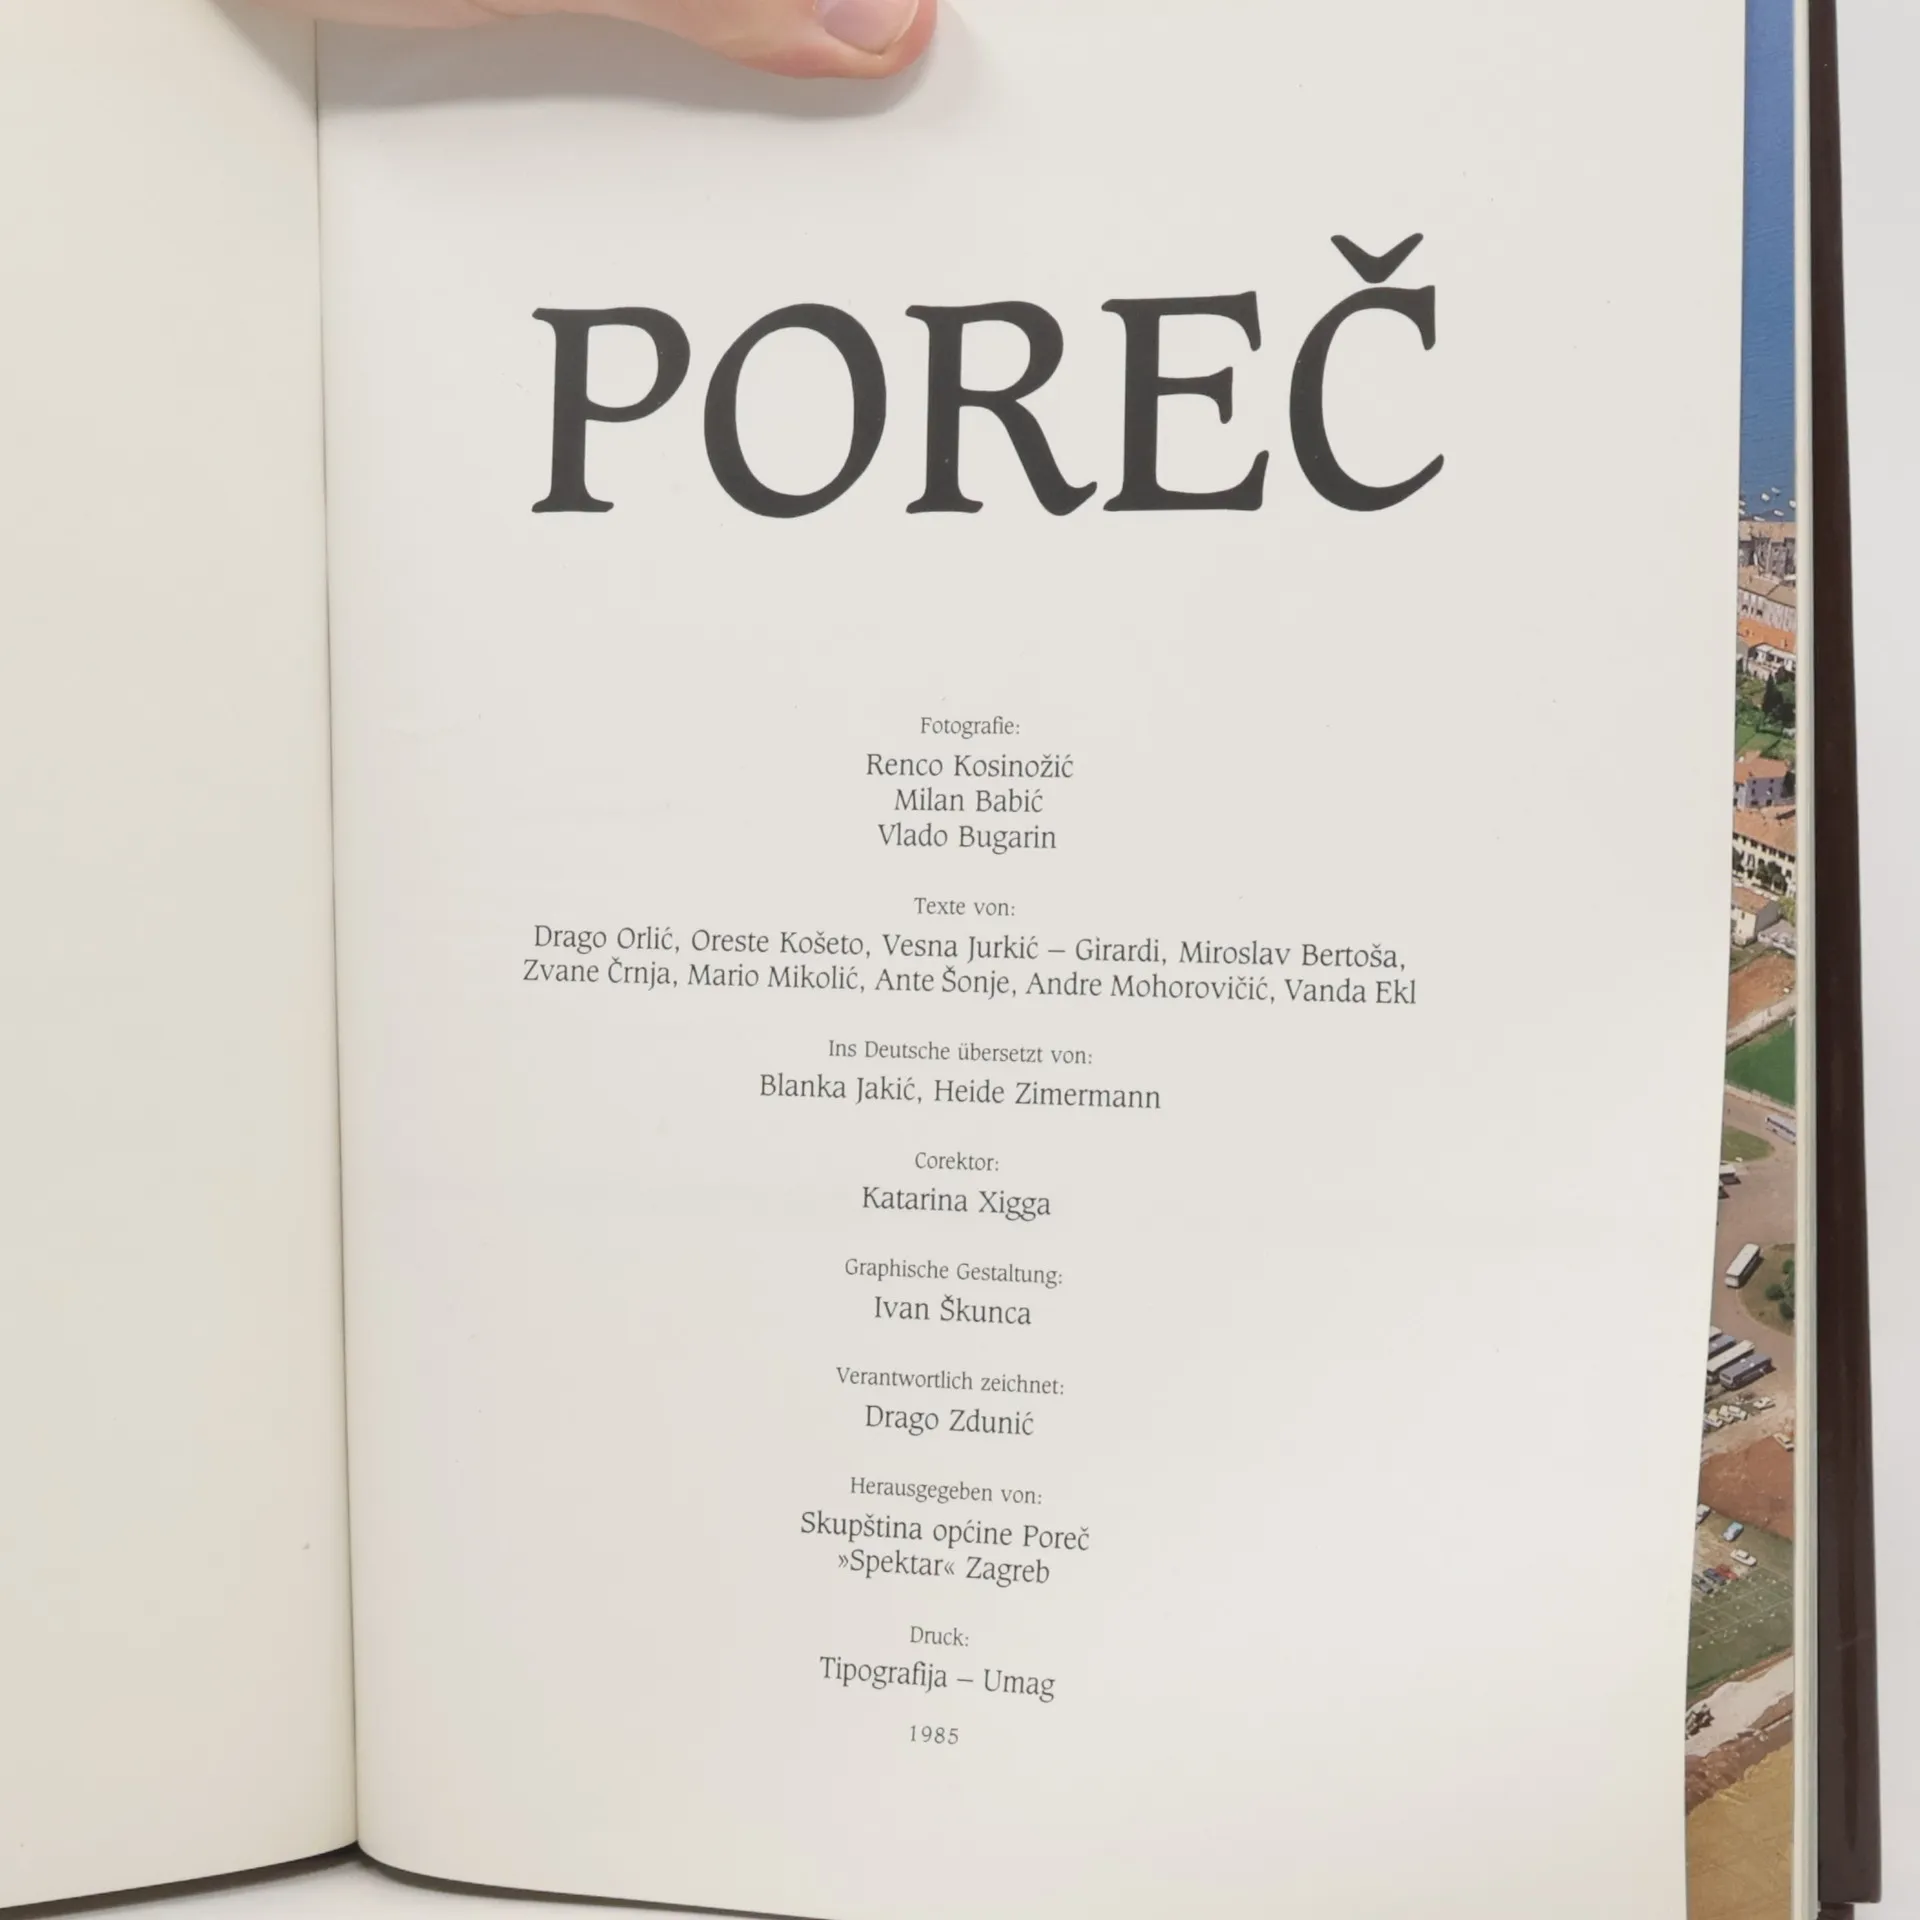 POREČ
Fotografie:
Renco Kosinožić
Milan Babić
Vlado Bugarin
Texte von:
Drago Orlić, Oreste Košeto, Vesna Jurkić – Girardi, Miroslav Bertoša,
Zvane Črnja, Mario Mikolić, Ante Šonje, Andre Mohorovičić, Vanda Ekl
Ins Deutsche übersetzt von:
Blanka Jakić, Heide Zimermann
Corektor:
Katarina Xigga
Graphische Gestaltung:
Ivan Škunca
Verantwortlich zeichnet:
Drago Zdunić
Herausgegeben von:
Skupština općine Poreč
»Spektar« Zagreb
Druck:
Tipografija – Umag
1985